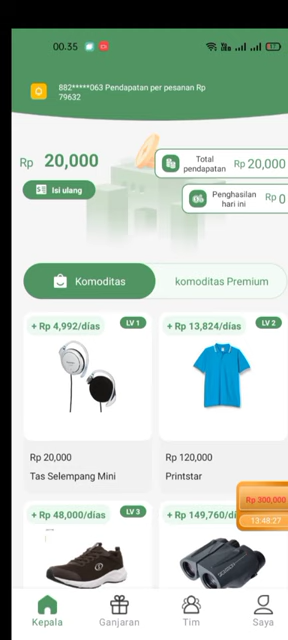 00.35
882*****063 Pendapatan per pesanan Rp
79632
Rp 20,000
Isi ulang
Total
pendapatan
Rp 20,000
Penghasilan
hari ini
Rp 0
Komoditas
komoditas Premium
+ Rp 4,992/días
LV 1
+ Rp 13,824/días
LV 2
Rp 20,000
Tas Selempang Mini
Rp 120,000
Printstar
+ Rp 48,000/días
LV 3
+ Rp 149,760/dí
Rp 300,000
13:48:27
Kepala
Ganjaran
Tim
Saya